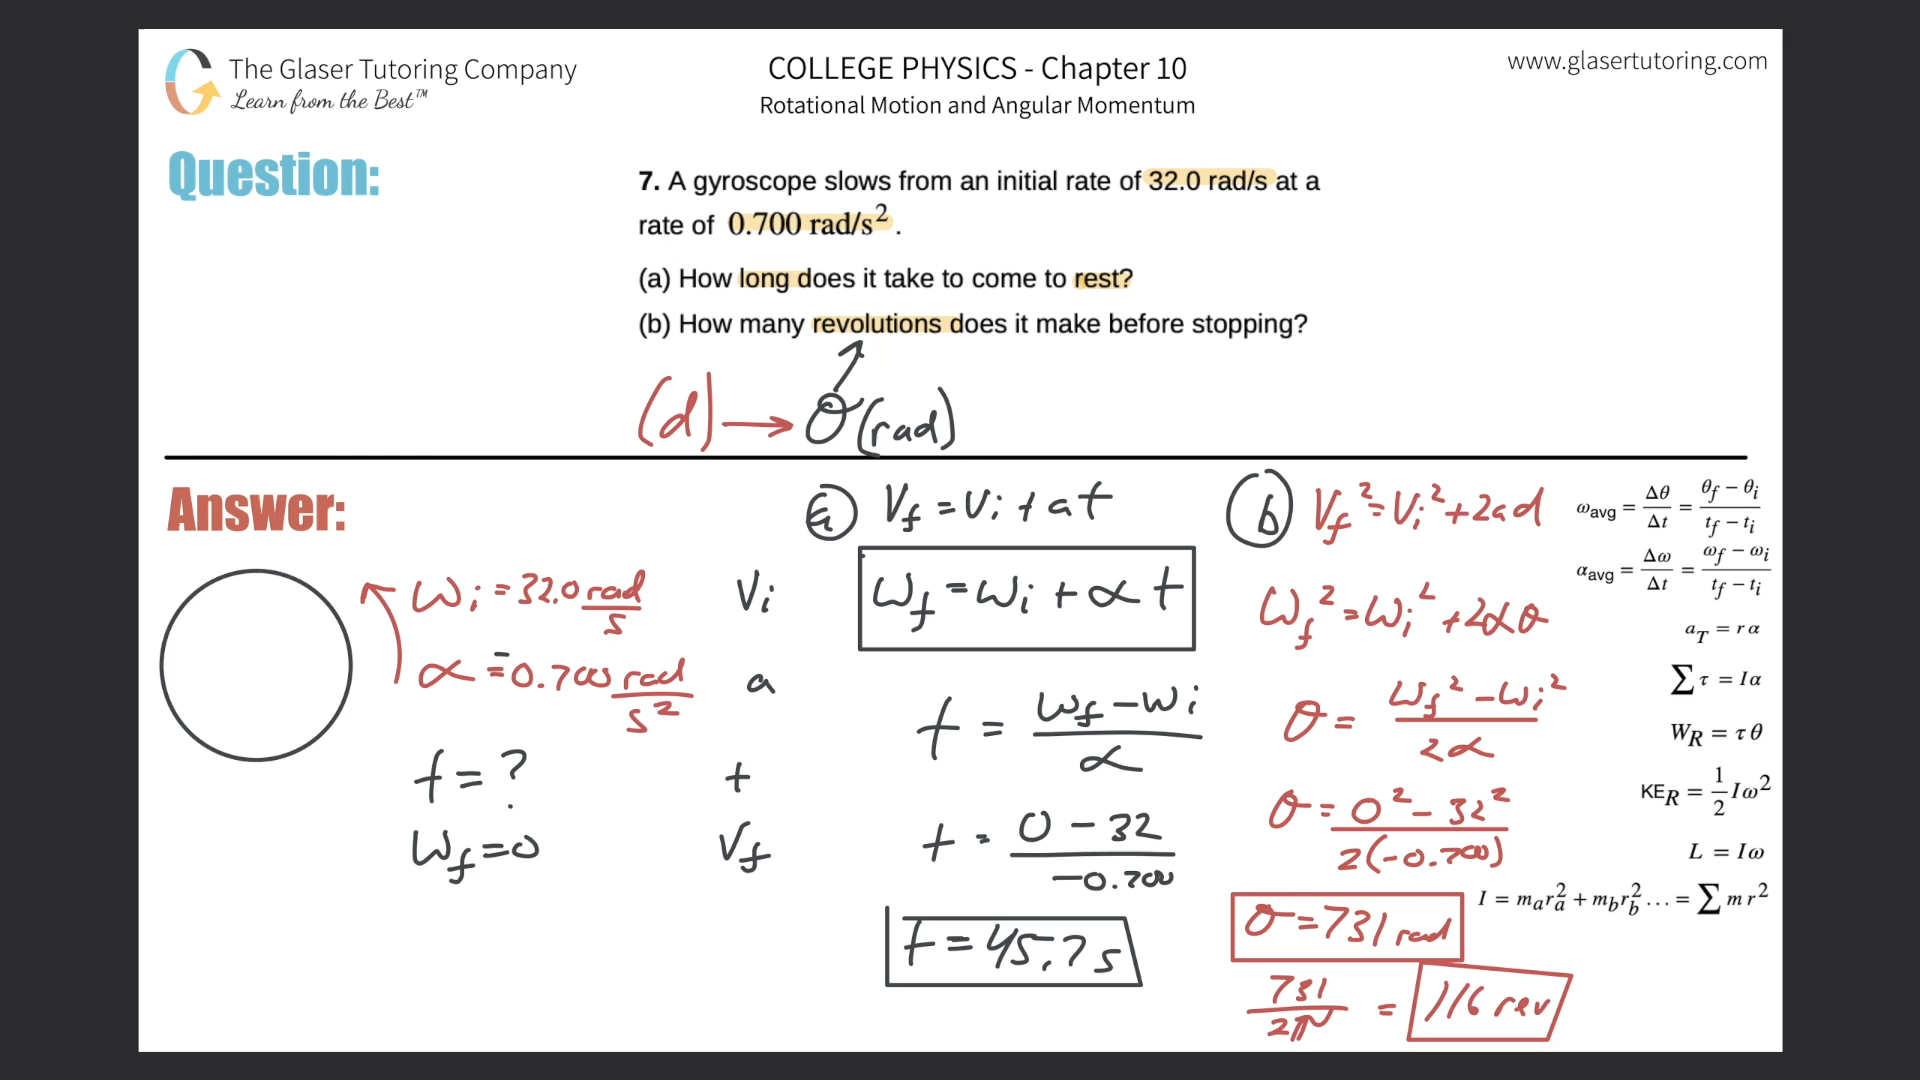 The Glaser Tutoring Company
Learn from the Best™
COLLEGE PHYSICS - Chapter 10
Rotational Motion and Angular Momentum
www.glasertutoring.com
Question:
7. A gyroscope slows from an initial rate of 32.0 rad/s at a
rate of 0.700 rad/s² .
(a) How long does it take to come to rest?
(b) How many revolutions does it make before stopping?
(d) → θ (rad)
Answer:
ωi = 32.0 rad/s
α = -0.700 rad/s²
t = ?
ωf = 0
Vi
a
t
Vf
(a) Vf = Vi + at
ωf = ωi + αt
t = (ωf - ωi)/α
t = (0 - 32)/(-0.700)
t = 45.7 s
(b) Vf² = Vi² + 2ad
ωf² = ωi² + 2αθ
θ = (ωf² - ωi²)/(2α)
θ = (0² - 32²)/(2(-0.700))
θ = 731 rad
731/2π = 116 rev
ωavg = Δθ/Δt = (θf − θi)/(tf − ti)
αavg = Δω/Δt = (ωf − ωi)/(tf − ti)
aT = rα
∑τ = Iα
WR = τθ
KER = 1/2 Iω²
L = Iω
I = mara² + mbrb² ... = ∑mr²